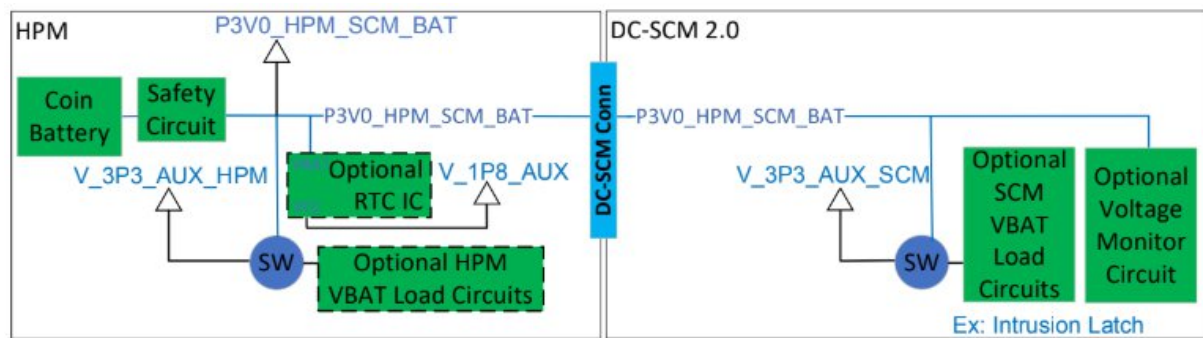 HPM
P3V0_HPM_SCM_BAT
Coin
Battery
Safety
Circuit
P3V0_HPM_SCM_BAT
V_3P3_AUX_HPM
Optional
RTC IC
V_1P8_AUX
SW
Optional HPM
VBAT Load Circuits
DC-SCM Conn
DC-SCM 2.0
P3V0_HPM_SCM_BAT
V_3P3_AUX_SCM
SW
Optional
SCM
VBAT
Load
Circuits
Optional
Voltage
Monitor
Circuit
Ex: Intrusion Latch